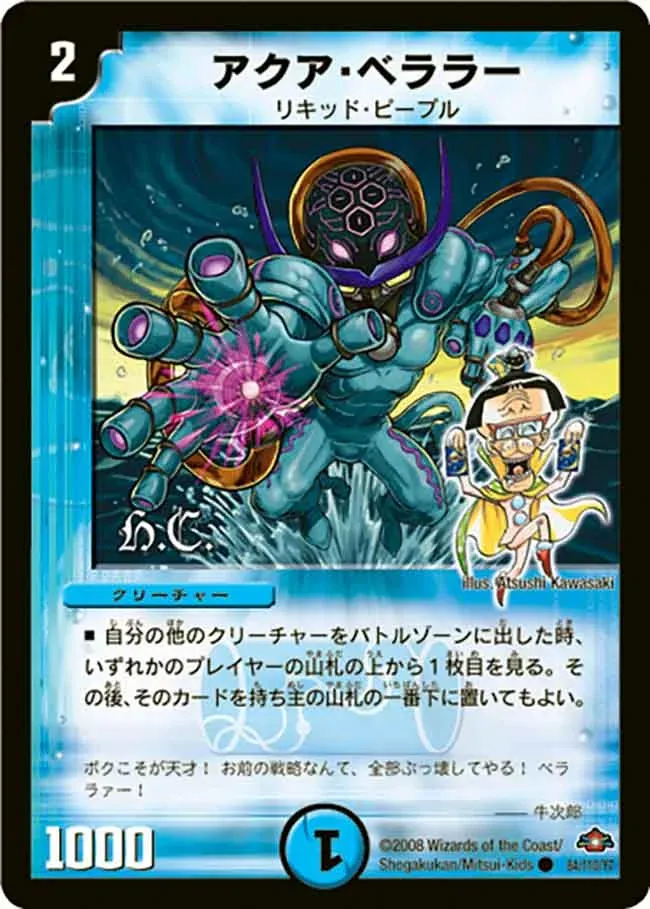 2
アクア・ベララー
リキッド・ピープル
H.C.
illus. Atsushi Kawasaki
クリーチャー
■ 自分の他のクリーチャーをバトルゾーンに出した時、
いずれかのプレイヤーの山札の上から1枚目を見る。そ
の後、そのカードを持ち主の山札の一番下に置いてもよい。
ボクこそが天才! お前の戦略なんて、全部ぶっ壊してやる! ベラ
ラァー!
—— 牛次郎
1000
1
©2008 Wizards of the Coast/
Shogakukan/Mitsui-Kids
84/110/Y7